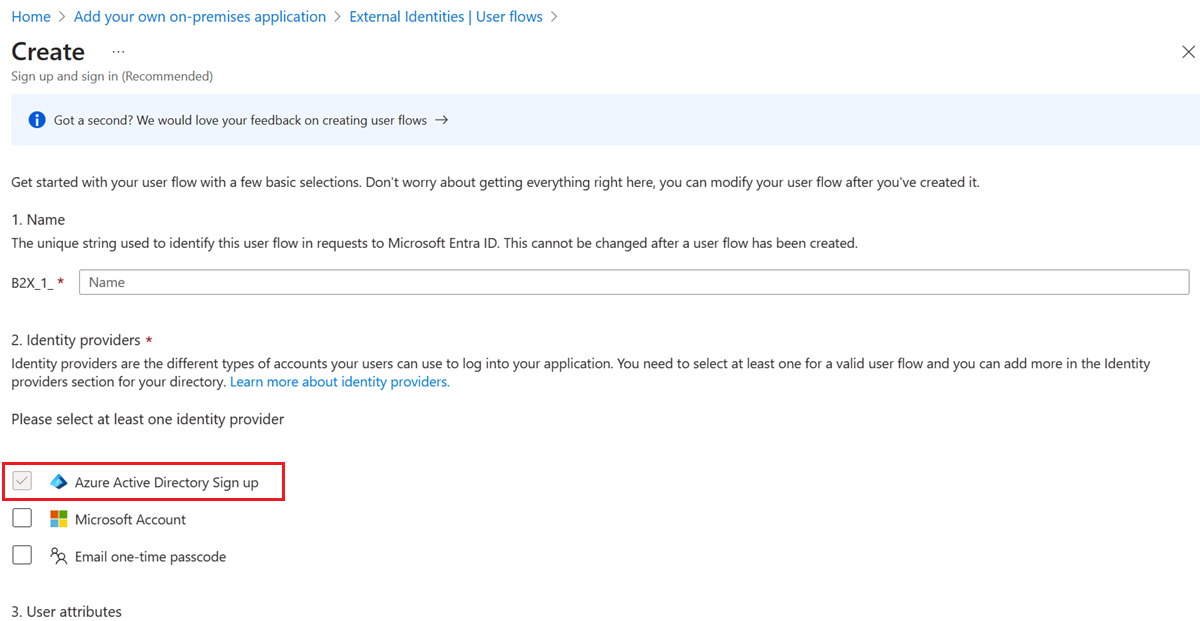 Home > Add your own on-premises application > External Identities | User flows >
Create ...
Sign up and sign in (Recommended)
Got a second? We would love your feedback on creating user flows →
Get started with your user flow with a few basic selections. Don't worry about getting everything right here, you can modify your user flow after you've created it.
1. Name
The unique string used to identify this user flow in requests to Microsoft Entra ID. This cannot be changed after a user flow has been created.
B2X_1_ * Name
2. Identity providers *
Identity providers are the different types of accounts your users can use to log into your application. You need to select at least one for a valid user flow and you can add more in the Identity
providers section for your directory. Learn more about identity providers.
Please select at least one identity provider
Azure Active Directory Sign up
Microsoft Account
Email one-time passcode
3. User attributes